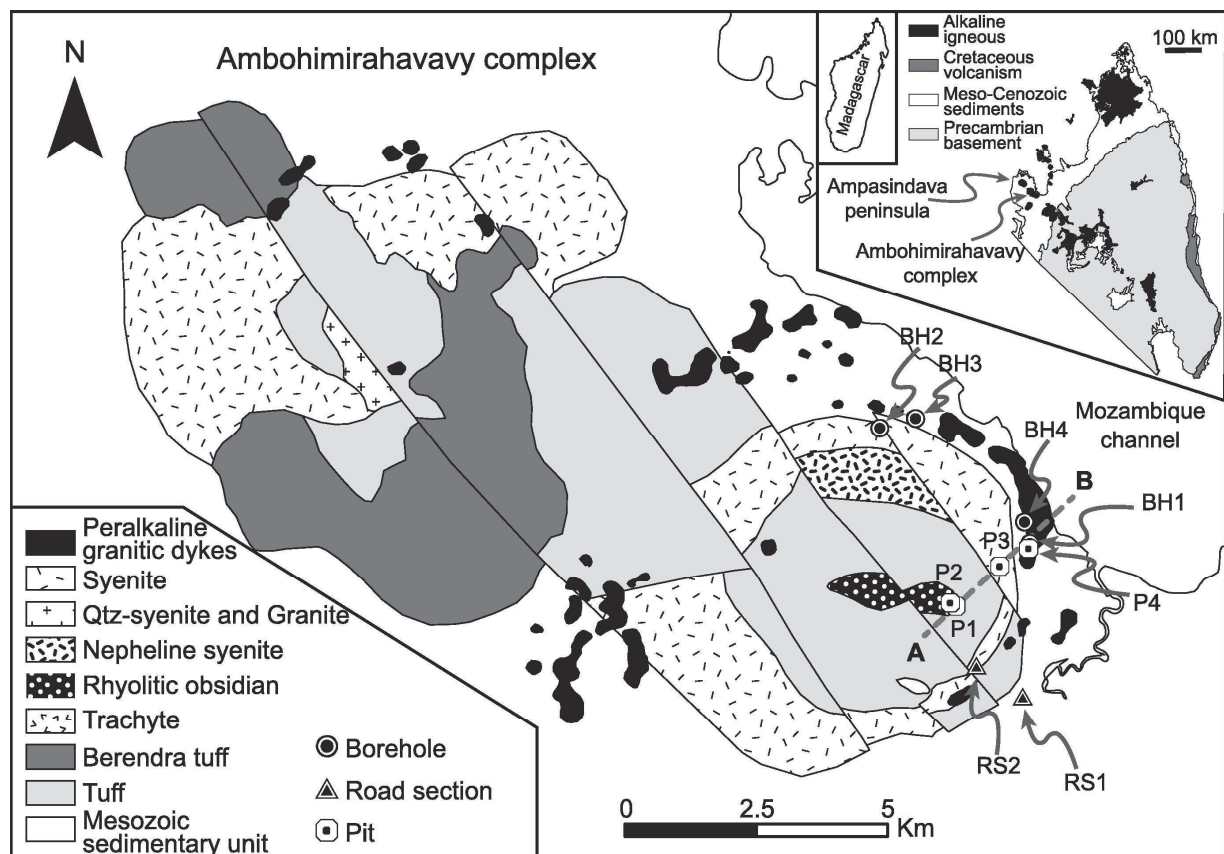 N
Ambohimirahavavy complex
Madagascar
Alkaline
igneous
Cretaceous
volcanism
Meso-Cenozoic
sediments
Precambrian
basement
100 km
Ampasindava
peninsula
Ambohimirahavavy
complex
BH2
BH3
Mozambique
channel
BH4
B
BH1
P3
P2
P1
P4
A
RS2
RS1
Peralkaline
granitic dykes
Syenite
Qtz-syenite and Granite
Nepheline syenite
Rhyolitic obsidian
Trachyte
Berendra tuff
Tuff
Mesozoic
sedimentary unit
Borehole
Road section
Pit
0 2.5 5
Km